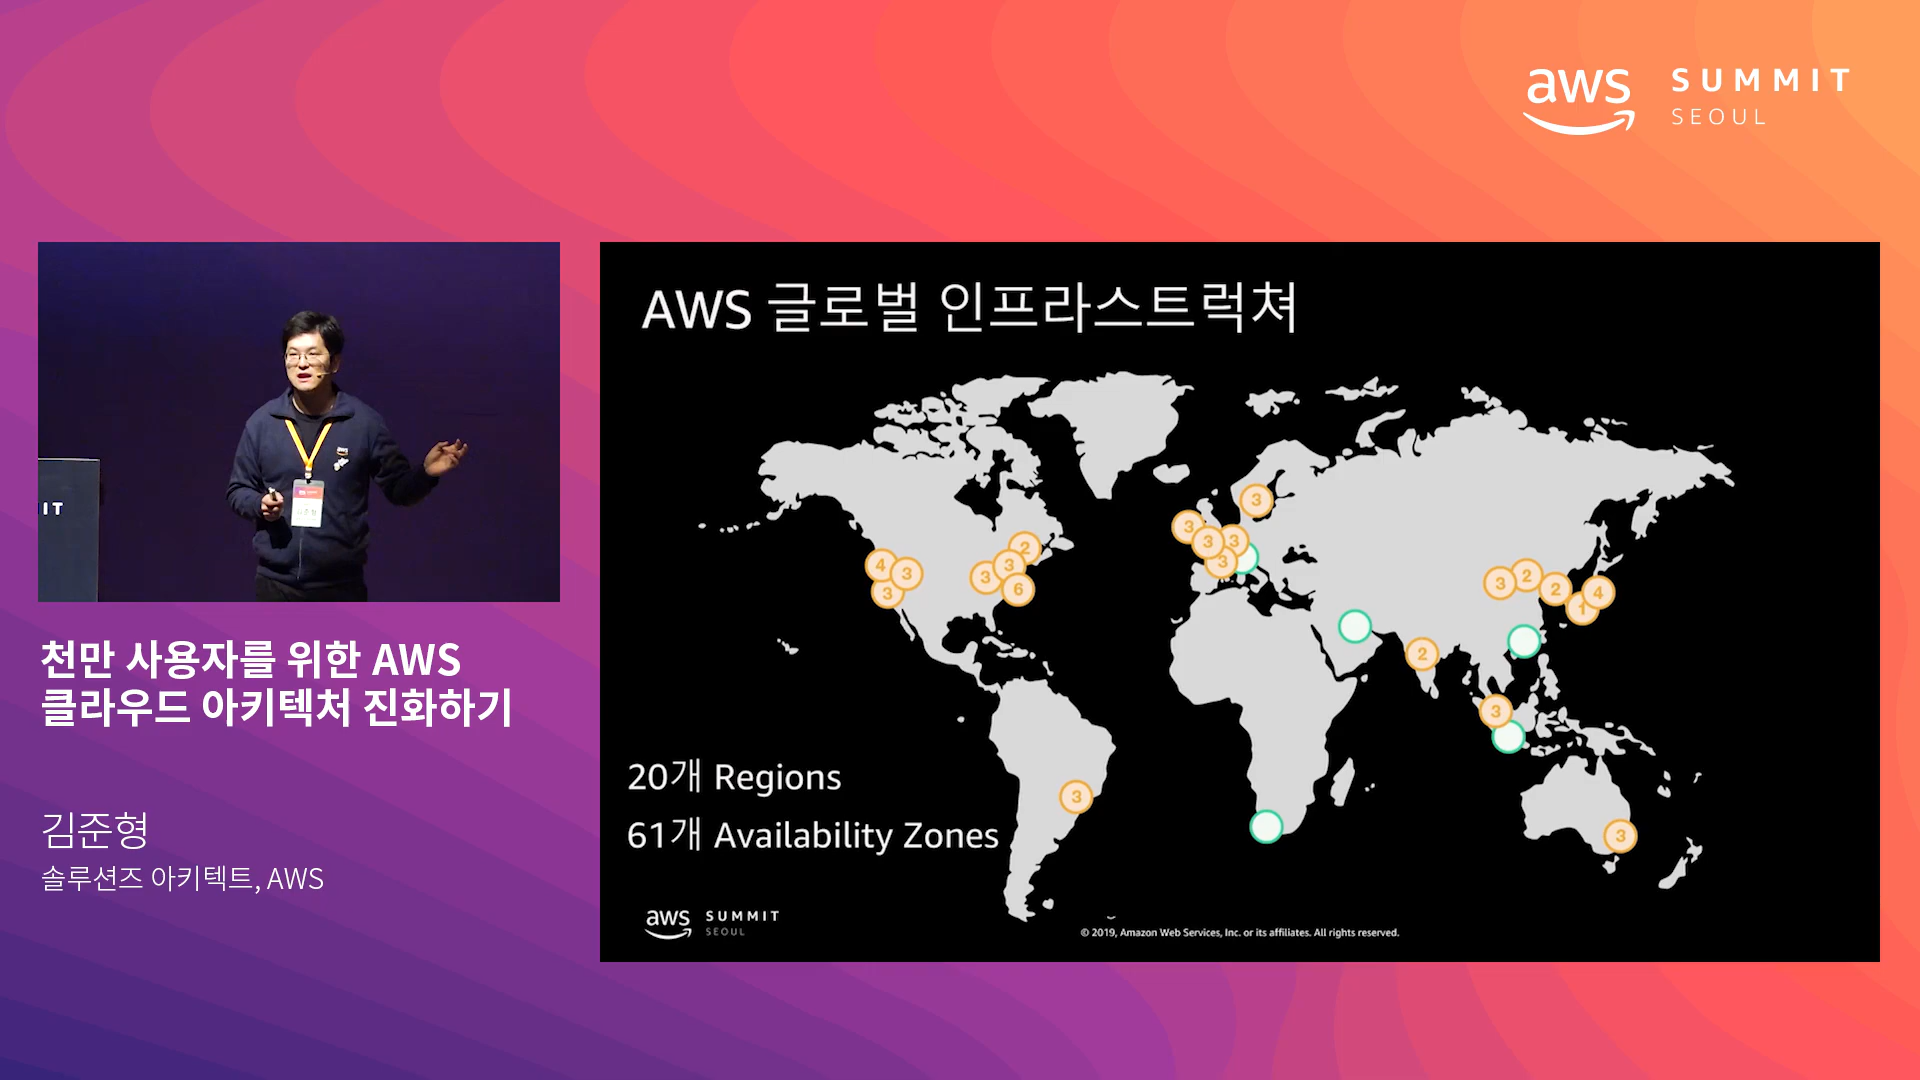 aws SUMMIT
SEOUL
AWS 글로벌 인프라스트럭쳐
3
3
3
3
3
2
4
3
3
3
3
6
3
2
2
4
1
2
3
3
3
20개 Regions
61개 Availability Zones
aws SUMMIT
SEOUL
© 2019, Amazon Web Services, Inc. or its affiliates. All rights reserved.
IT
천만 사용자를 위한 AWS
클라우드 아키텍처 진화하기
김준형
솔루션즈 아키텍트, AWS